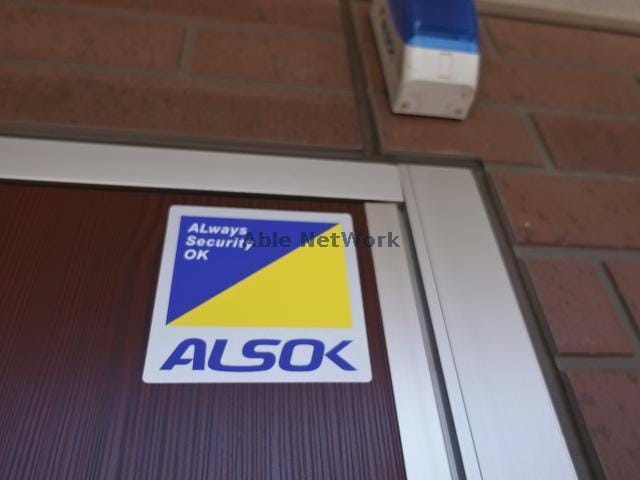 ALways
Security
OK
Able NetWork
ALSOK